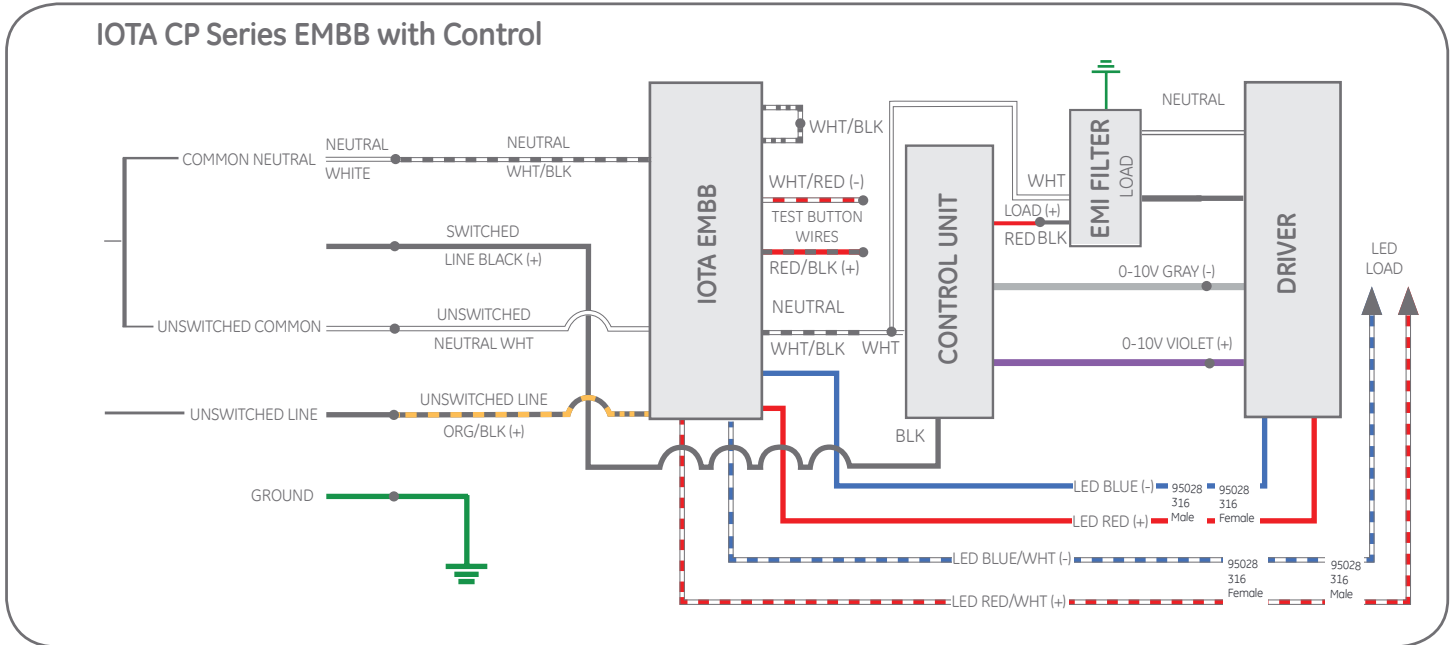 IOTA CP Series EMBB with Control
COMMON NEUTRAL
NEUTRAL
WHITE
NEUTRAL
WHT/BLK
SWITCHED
LINE BLACK (+)
UNSWITCHED COMMON
UNSWITCHED
NEUTRAL WHT
UNSWITCHED LINE
UNSWITCHED LINE
ORG/BLK (+)
GROUND
IOTA EMBB
WHT/BLK
WHT/RED (-)
TEST BUTTON
WIRES
RED/BLK (+)
NEUTRAL
WHT/BLK
WHT
CONTROL UNIT
BLK
WHT
LOAD (+)
RED
BLK
EMI FILTER
LOAD
NEUTRAL
0-10V GRAY (-)
0-10V VIOLET (+)
DRIVER
LED
LOAD
LED BLUE (-)
LED RED (+)
95028
316
Male
95028
316
Female
LED BLUE/WHT (-)
LED RED/WHT (+)
95028
316
Female
95028
316
Male